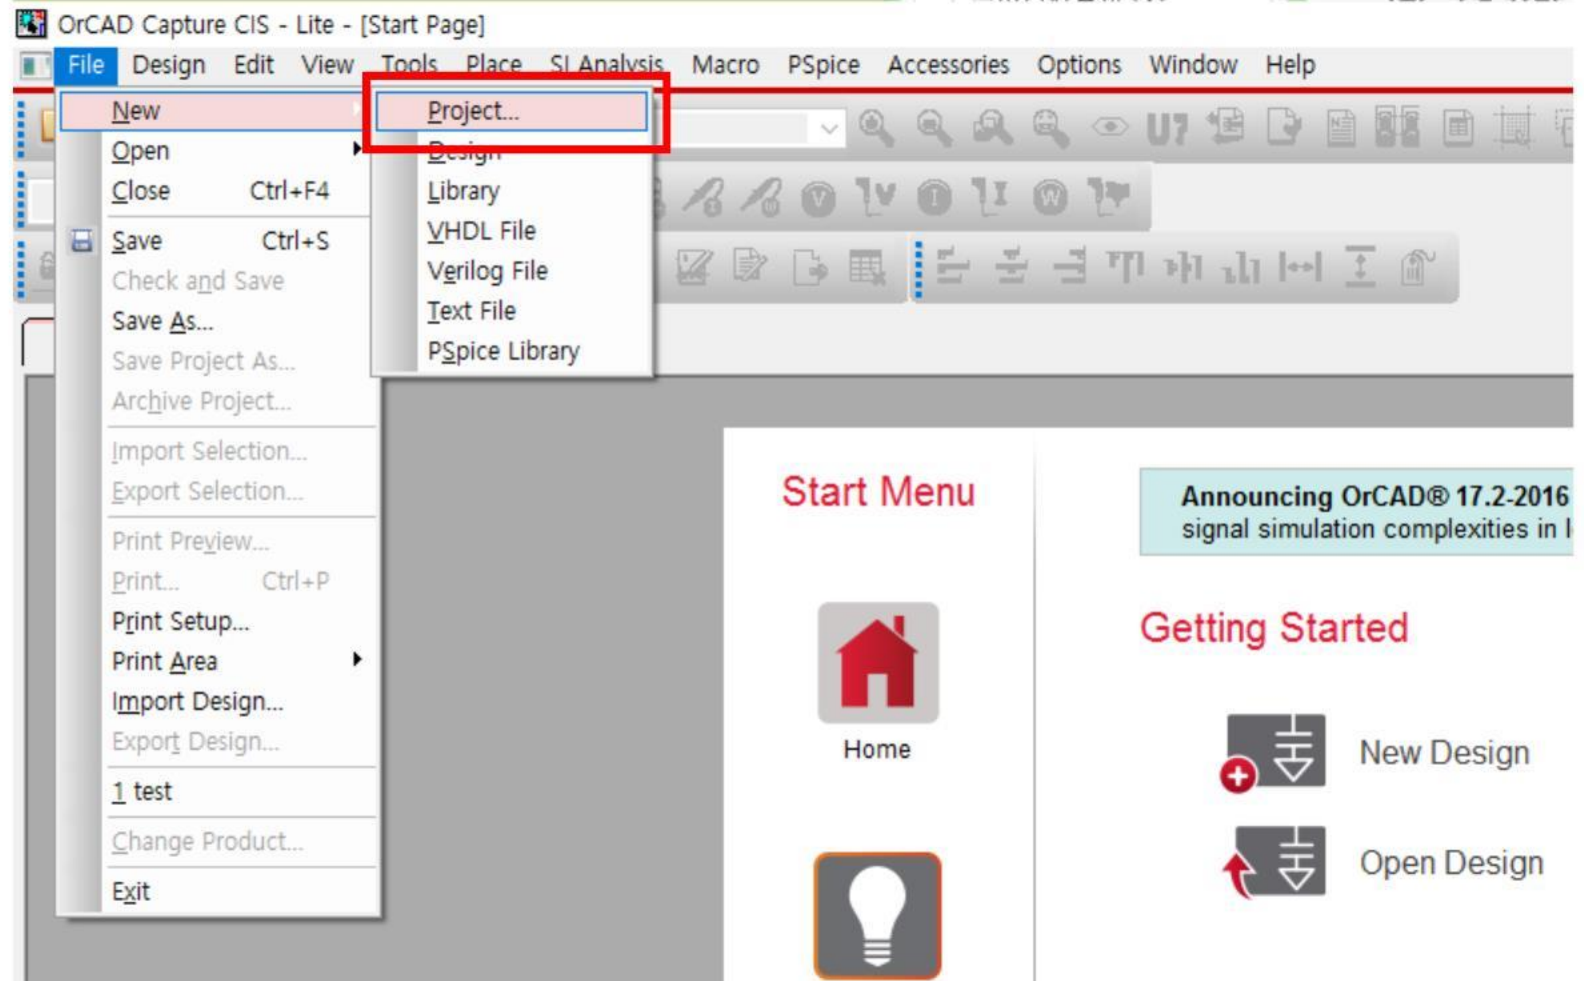 OrCAD Capture CIS - Lite - [Start Page]
File Design Edit View Tools Place SI Analysis Macro PSpice Accessories Options Window Help
New
Open
Close Ctrl+F4
Save Ctrl+S
Check and Save
Save As...
Save Project As...
Archive Project...
Import Selection...
Export Selection...
Print Preview...
Print... Ctrl+P
Print Setup...
Print Area
Import Design...
Export Design...
1 test
Change Product...
Exit
Project...
Design
Library
VHDL File
Verilog File
Text File
PSpice Library
U?
Start Menu
Home
Announcing OrCAD® 17.2-2016
signal simulation complexities in
Getting Started
New Design
Open Design